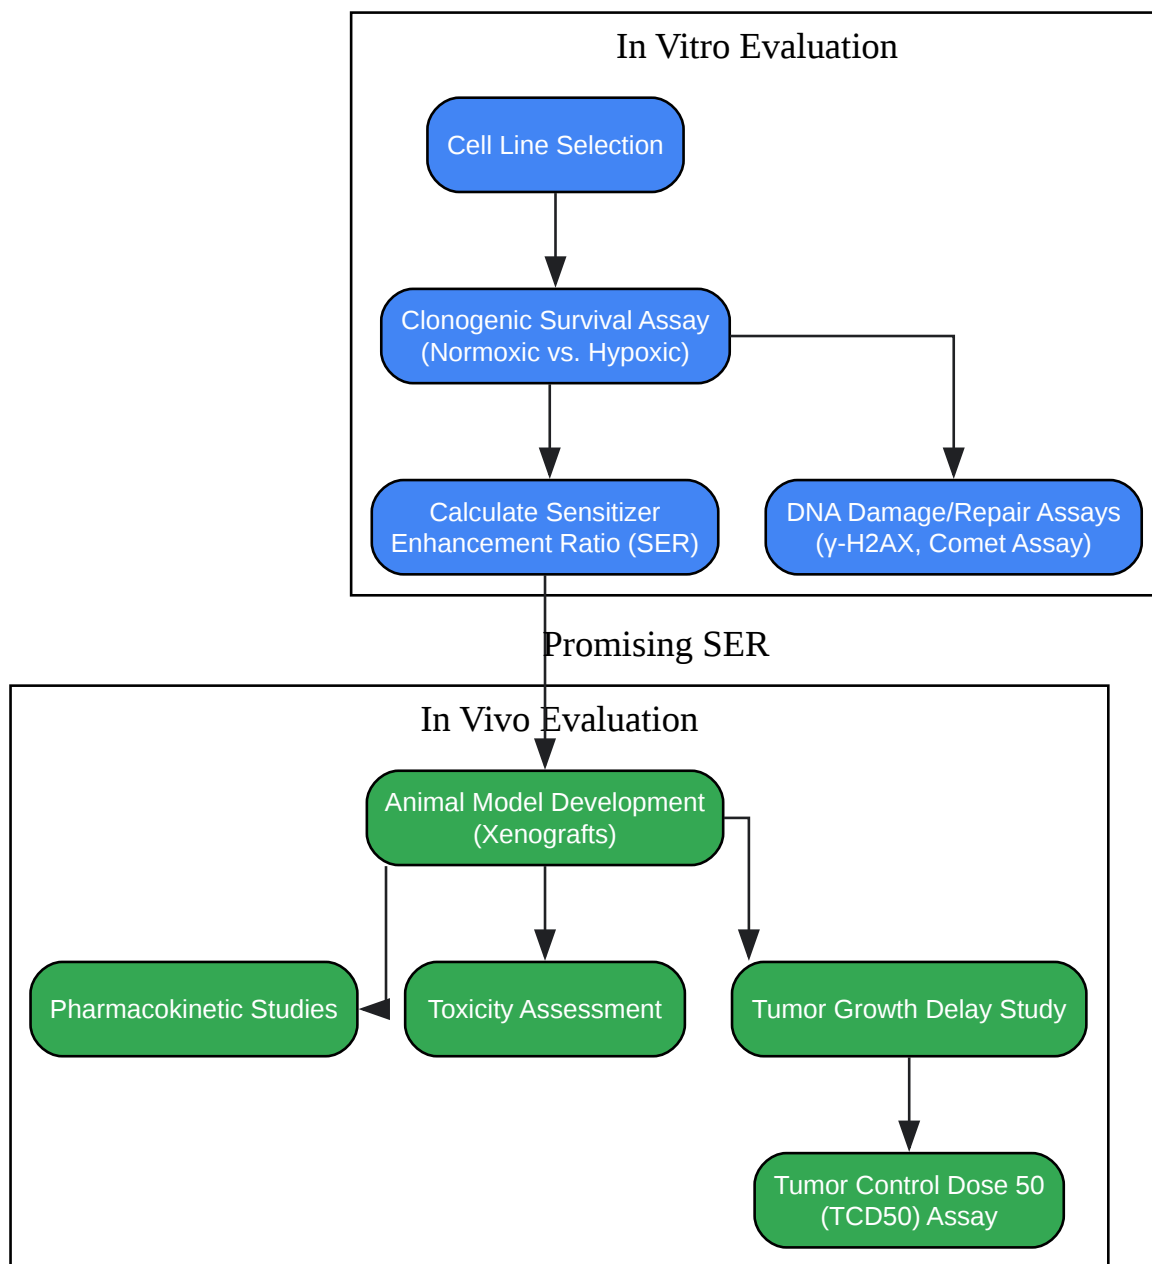 In Vitro Evaluation
Cell Line Selection
Clonogenic Survival Assay
(Normoxic vs. Hypoxic)
Calculate Sensitizer
Enhancement Ratio (SER)
DNA Damage/Repair Assays
(γ-H2AX, Comet Assay)
Promising SER
In Vivo Evaluation
Animal Model Development
(Xenografts)
Pharmacokinetic Studies
Toxicity Assessment
Tumor Growth Delay Study
Tumor Control Dose 50
(TCD50) Assay